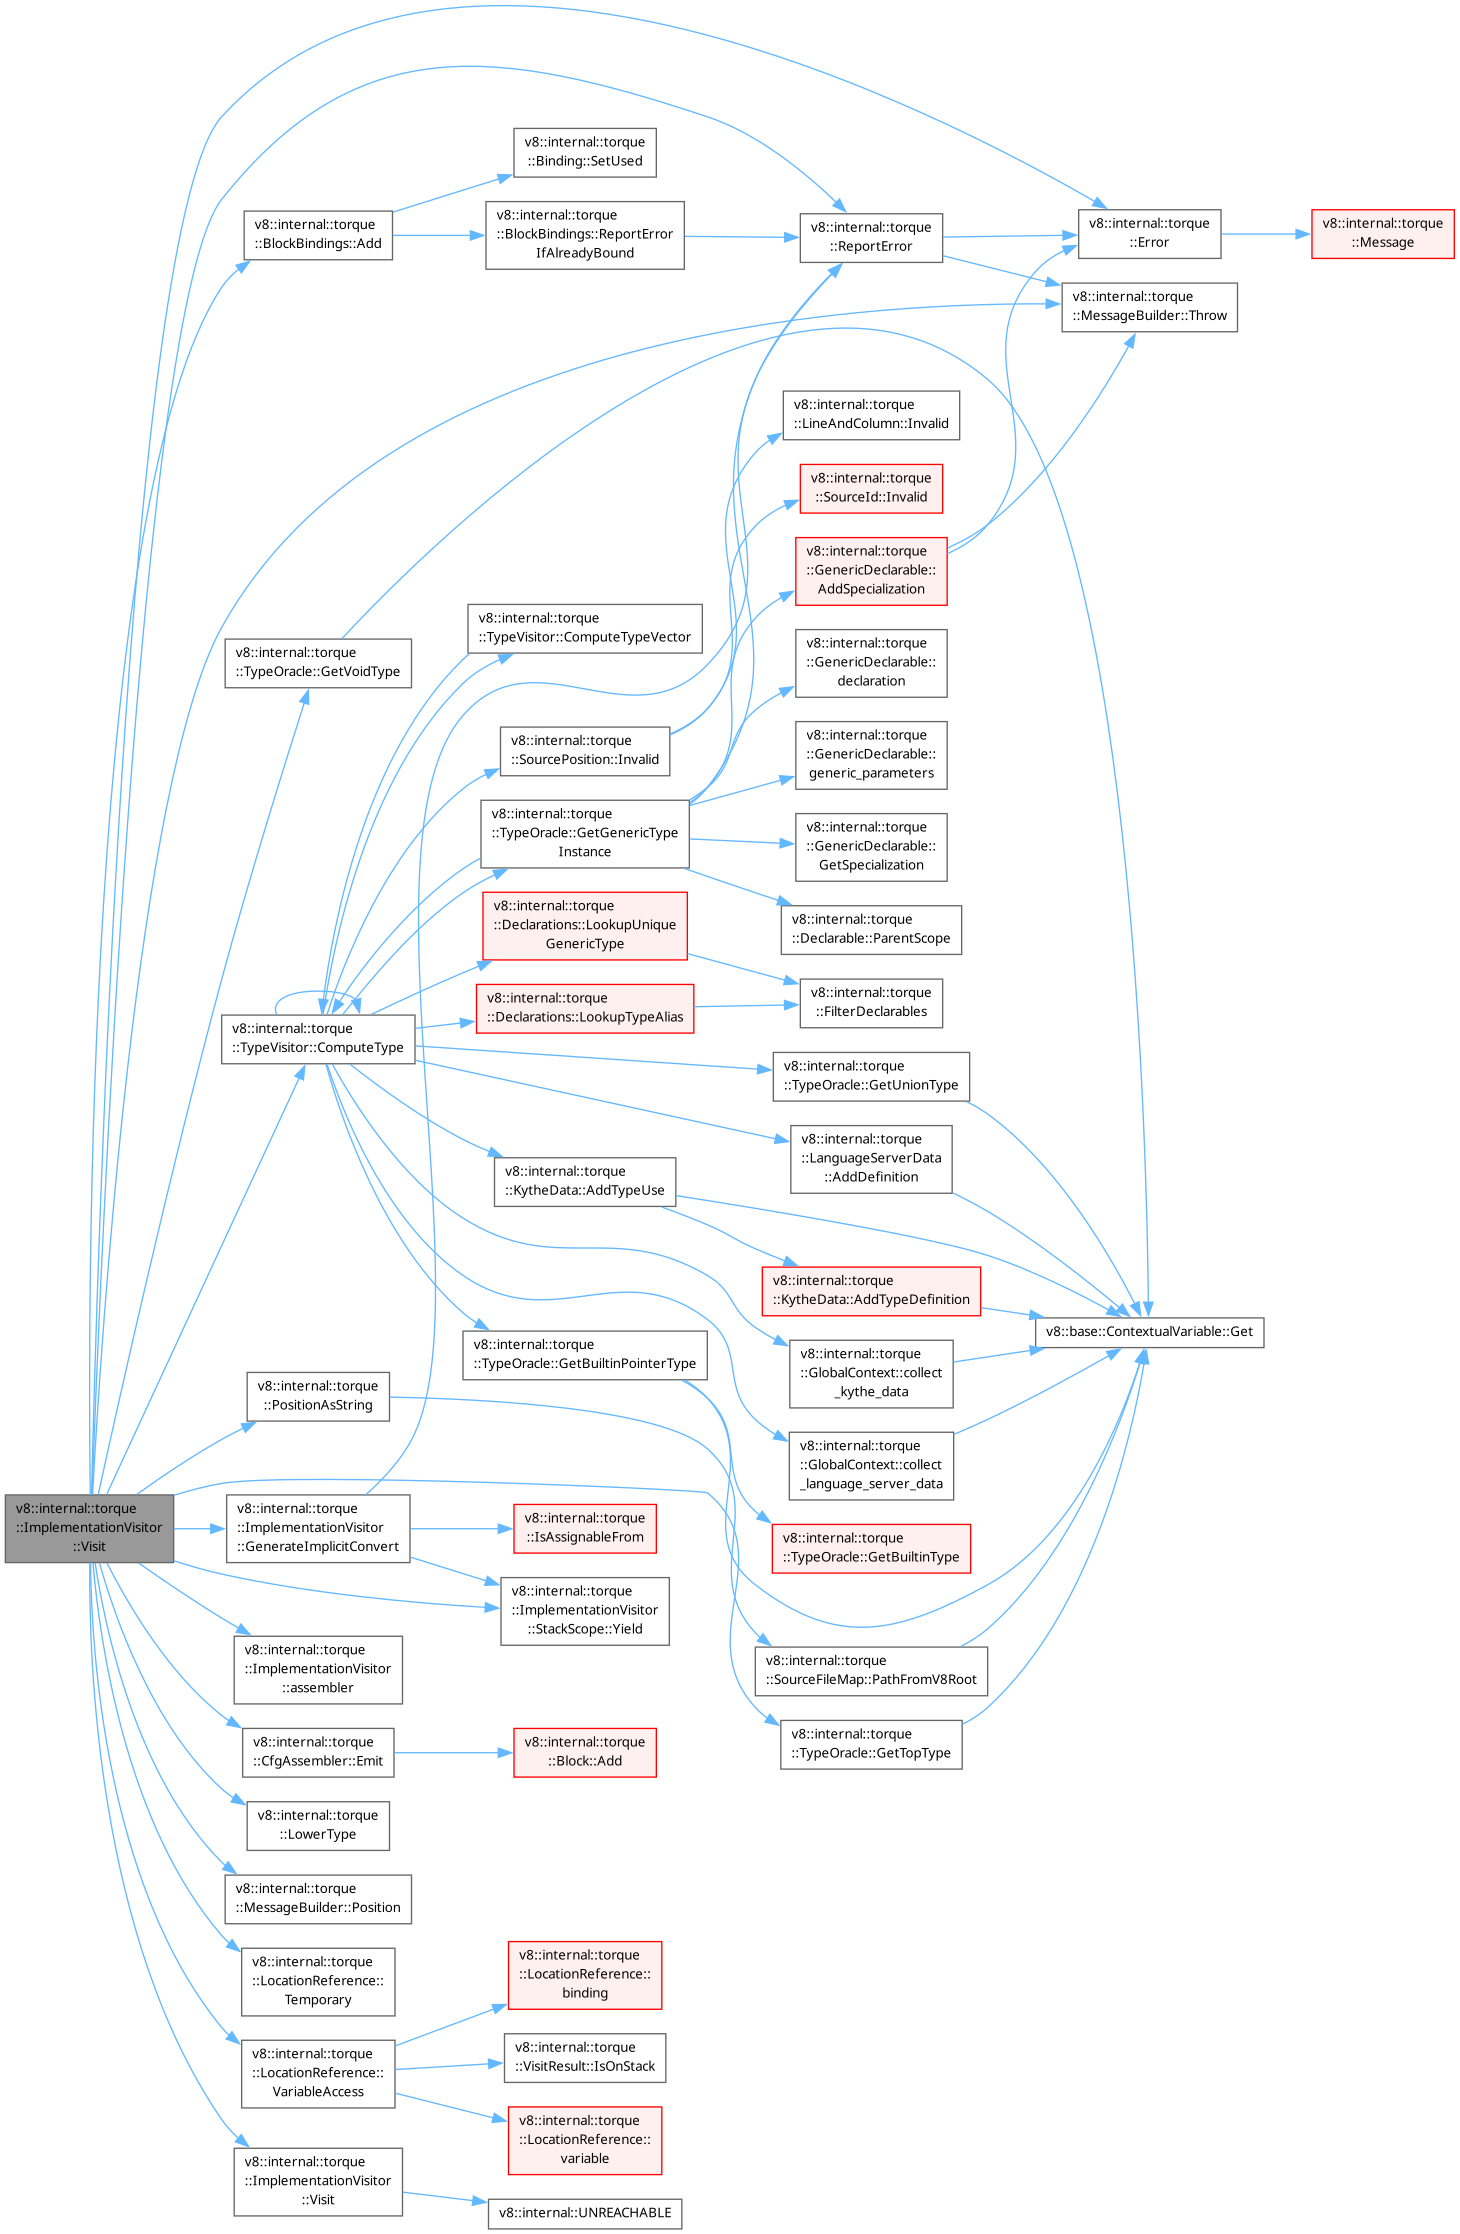 v8::internal::torque
::Binding::SetUsed
v8::internal::torque
::BlockBindings::Add
v8::internal::torque
::BlockBindings::ReportError
IfAlreadyBound
v8::internal::torque
::ReportError
v8::internal::torque
::Error
v8::internal::torque
::Message
v8::internal::torque
::MessageBuilder::Throw
v8::internal::torque
::LineAndColumn::Invalid
v8::internal::torque
::SourceId::Invalid
v8::internal::torque
::GenericDeclarable::
AddSpecialization
v8::internal::torque
::TypeVisitor::ComputeTypeVector
v8::internal::torque
::TypeOracle::GetVoidType
v8::internal::torque
::GenericDeclarable::
declaration
v8::internal::torque
::SourcePosition::Invalid
v8::internal::torque
::GenericDeclarable::
generic_parameters
v8::internal::torque
::TypeOracle::GetGenericType
Instance
v8::internal::torque
::GenericDeclarable::
GetSpecialization
v8::internal::torque
::Declarations::LookupUnique
GenericType
v8::internal::torque
::Declarable::ParentScope
v8::internal::torque
::Declarations::LookupTypeAlias
v8::internal::torque
::FilterDeclarables
v8::internal::torque
::TypeVisitor::ComputeType
v8::internal::torque
::TypeOracle::GetUnionType
v8::internal::torque
::LanguageServerData
::AddDefinition
v8::internal::torque
::KytheData::AddTypeUse
v8::internal::torque
::KytheData::AddTypeDefinition
v8::base::ContextualVariable::Get
v8::internal::torque
::TypeOracle::GetBuiltinPointerType
v8::internal::torque
::GlobalContext::collect
_kythe_data
v8::internal::torque
::PositionAsString
v8::internal::torque
::GlobalContext::collect
_language_server_data
v8::internal::torque
::ImplementationVisitor
::Visit
v8::internal::torque
::ImplementationVisitor
::GenerateImplicitConvert
v8::internal::torque
::IsAssignableFrom
v8::internal::torque
::TypeOracle::GetBuiltinType
v8::internal::torque
::ImplementationVisitor
::StackScope::Yield
v8::internal::torque
::ImplementationVisitor
::assembler
v8::internal::torque
::SourceFileMap::PathFromV8Root
v8::internal::torque
::CfgAssembler::Emit
v8::internal::torque
::Block::Add
v8::internal::torque
::TypeOracle::GetTopType
v8::internal::torque
::LowerType
v8::internal::torque
::MessageBuilder::Position
v8::internal::torque
::LocationReference::
Temporary
v8::internal::torque
::LocationReference::
binding
v8::internal::torque
::LocationReference::
VariableAccess
v8::internal::torque
::VisitResult::IsOnStack
v8::internal::torque
::LocationReference::
variable
v8::internal::torque
::ImplementationVisitor
::Visit
v8::internal::UNREACHABLE